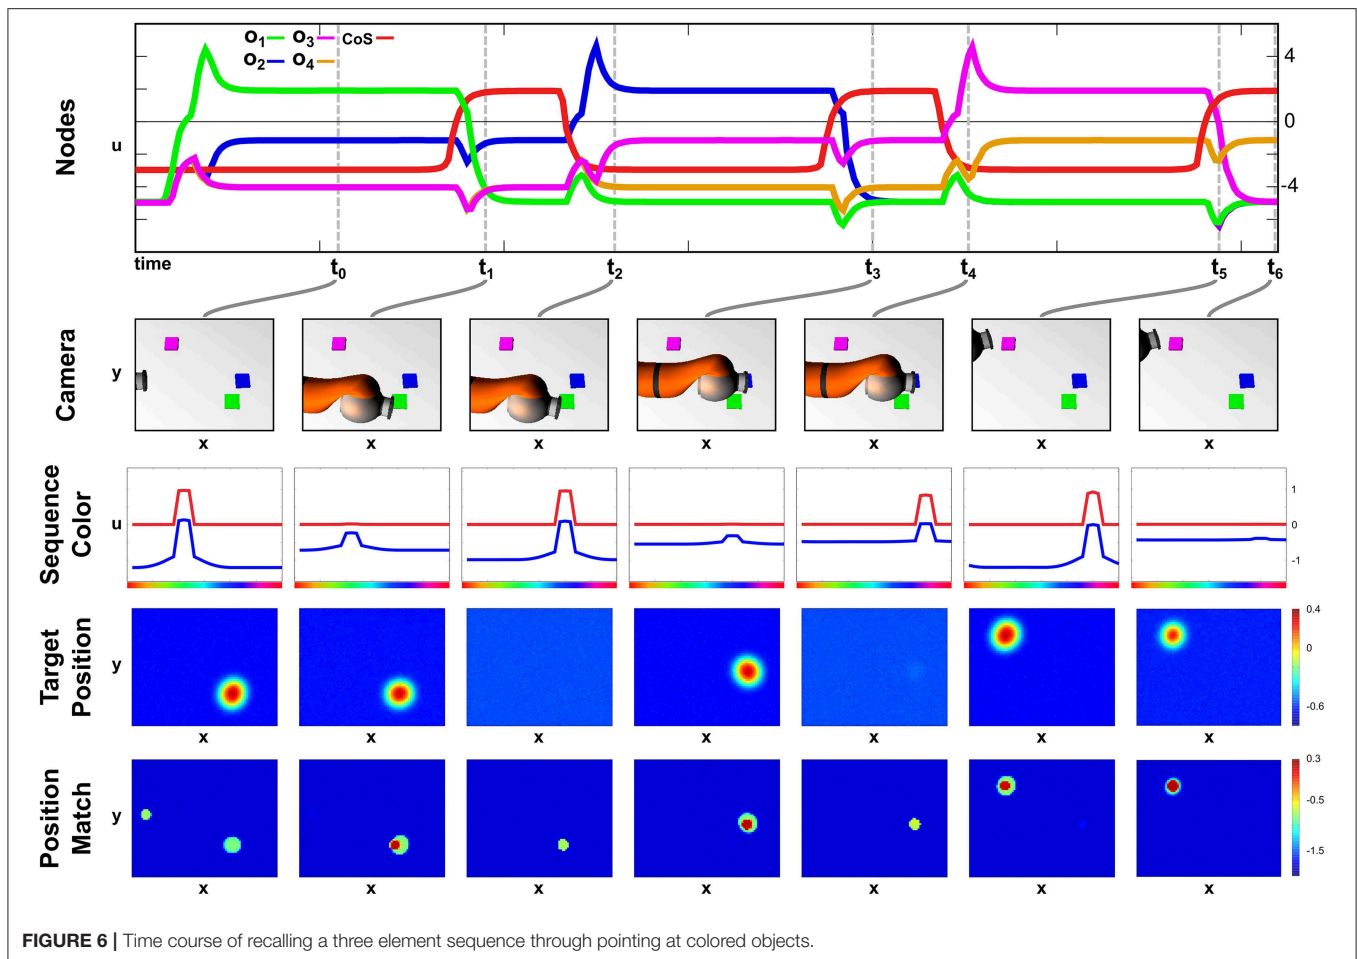 O1 O3 CoS
O2 O4
Nodes
u
4
0
-4
time t0 t1 t2 t3 t4 t5 t6
Camera
y
x x x x x x x
Sequence Color
u
1
0
-1
Target Position
y
0.4
0
-0.6
x x x x x x x
Position Match
y
0.3
-0.5
-1.5
x x x x x x x
FIGURE 6 | Time course of recalling a three element sequence through pointing at colored objects.